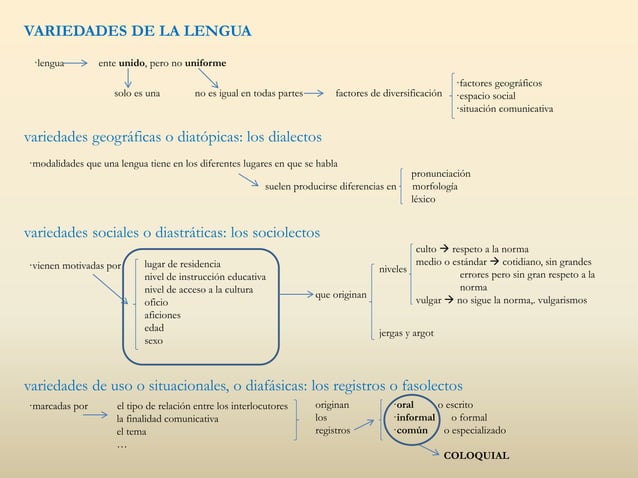 VARIEDADES DE LA LENGUA
·lengua → ente unido, pero no uniforme
solo es una no es igual en todas partes → factores de diversificación
·factores geográficos
·espacio social
·situación comunicativa
variedades geográficas o diatópicas: los dialectos
·modalidades que una lengua tiene en los diferentes lugares en que se habla
suelen producirse diferencias en
pronunciación
morfología
léxico
variedades sociales o diastráticas: los sociolectos
·vienen motivadas por
lugar de residencia
nivel de instrucción educativa
nivel de acceso a la cultura
oficio
aficiones
edad
sexo
que originan
niveles
culto → respeto a la norma
medio o estándar → cotidiano, sin grandes
errores pero sin gran respeto a la
norma
vulgar → no sigue la norma,. vulgarismos
jergas y argot
variedades de uso o situacionales, o diafásicas: los registros o fasolectos
·marcadas por
el tipo de relación entre los interlocutores
la finalidad comunicativa
el tema
…
originan
los
registros
·oral o escrito
·informal o formal
·común o especializado
COLOQUIAL